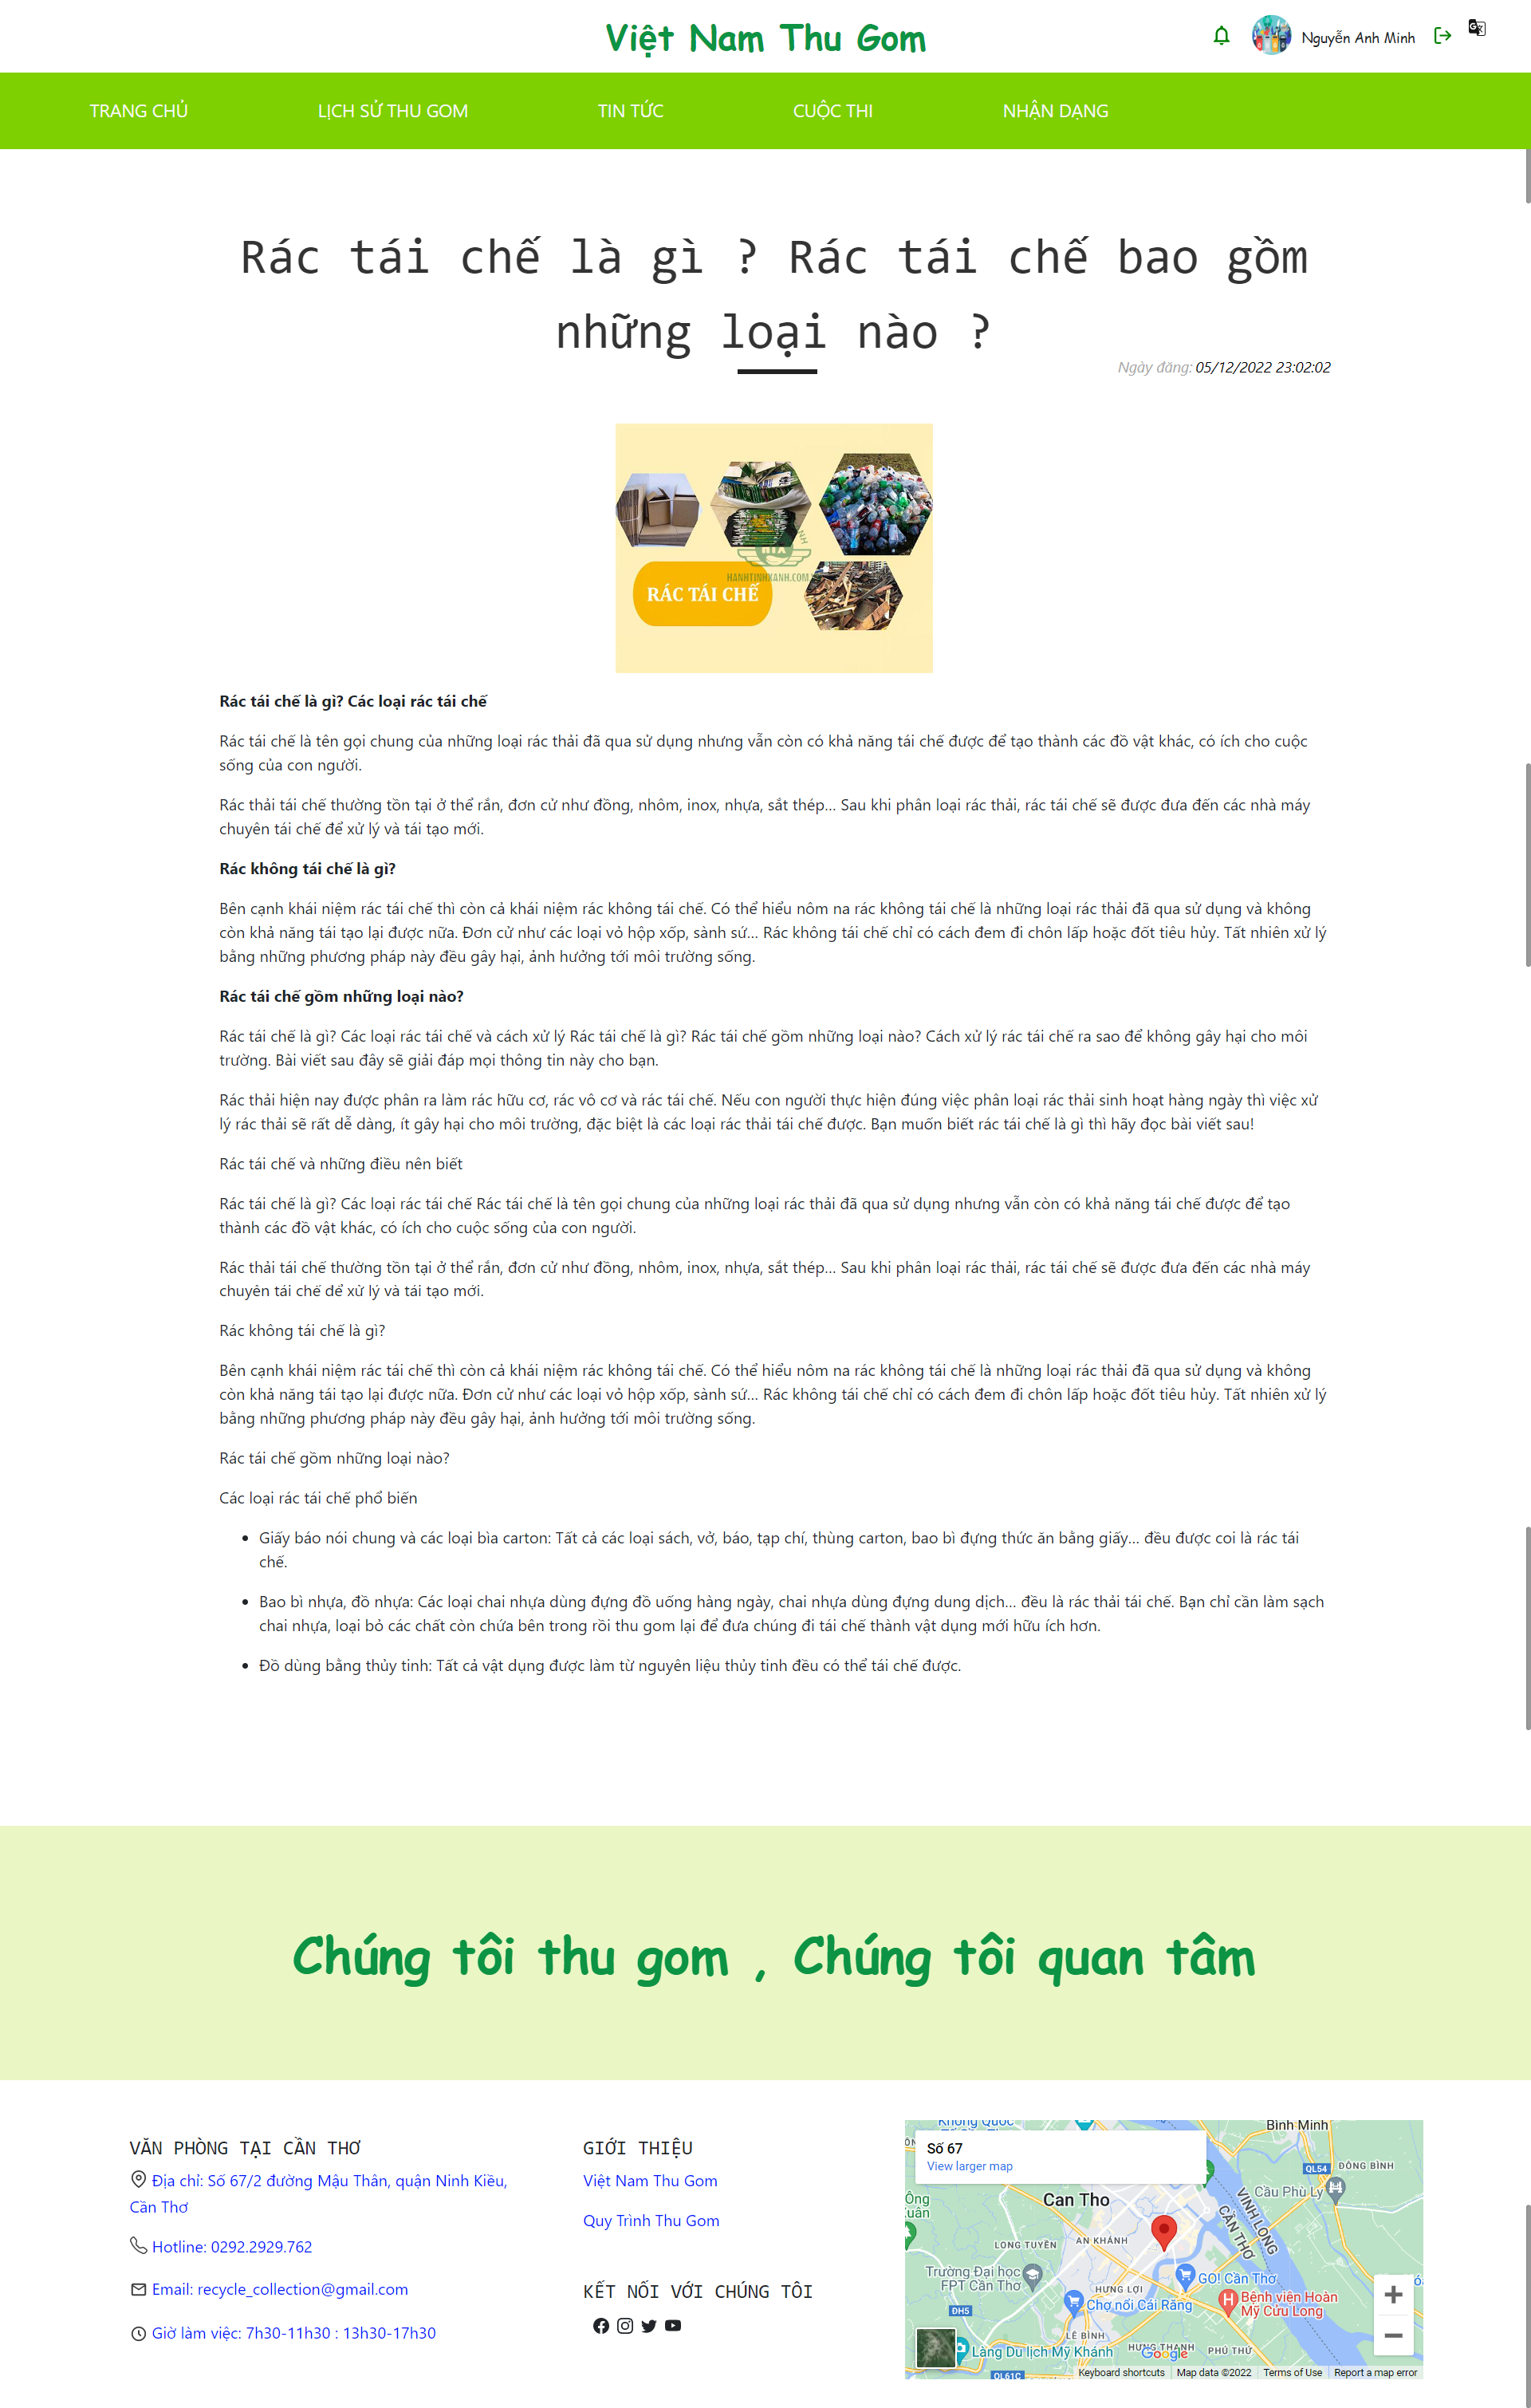 Việt Nam Thu Gom
Nguyễn Anh Minh
TRANG CHỦ
LỊCH SỬ THU GOM
TIN TỨC
CUỘC THI
NHẬN DẠNG
Rác tái chế là gì ? Rác tái chế bao gồm
những loại nào ?
Ngày đăng: 05/12/2022 23:02:02
HANHTINHXANH.COM
RÁC TÁI CHẾ
Rác tái chế là gì? Các loại rác tái chế
Rác tái chế là tên gọi chung của những loại rác thải đã qua sử dụng nhưng vẫn còn có khả năng tái chế được để tạo thành các đồ vật khác, có ích cho cuộc
sống của con người.
Rác thải tái chế thường tồn tại ở thể rắn, đơn cử như đồng, nhôm, inox, nhựa, sắt thép… Sau khi phân loại rác thải, rác tái chế sẽ được đưa đến các nhà máy
chuyên tái chế để xử lý và tái tạo mới.
Rác không tái chế là gì?
Bên cạnh khái niệm rác tái chế thì còn cả khái niệm rác không tái chế. Có thể hiểu nôm na rác không tái chế là những loại rác thải đã qua sử dụng và không
còn khả năng tái tạo lại được nữa. Đơn cử như các loại vỏ hộp xốp, sành sứ… Rác không tái chế chỉ có cách đem đi chôn lấp hoặc đốt tiêu hủy. Tất nhiên xử lý
bằng những phương pháp này đều gây hại, ảnh hưởng tới môi trường sống.
Rác tái chế gồm những loại nào?
Rác tái chế là gì? Các loại rác tái chế và cách xử lý Rác tái chế là gì? Rác tái chế gồm những loại nào? Cách xử lý rác tái chế ra sao để không gây hại cho môi
trường. Bài viết sau đây sẽ giải đáp mọi thông tin này cho bạn.
Rác thải hiện nay được phân ra làm rác hữu cơ, rác vô cơ và rác tái chế. Nếu con người thực hiện đúng việc phân loại rác thải sinh hoạt hàng ngày thì việc xử
lý rác thải sẽ rất dễ dàng, ít gây hại cho môi trường, đặc biệt là các loại rác thải tái chế được. Bạn muốn biết rác tái chế là gì thì hãy đọc bài viết sau!
Rác tái chế và những điều nên biết
Rác tái chế là gì? Các loại rác tái chế Rác tái chế là tên gọi chung của những loại rác thải đã qua sử dụng nhưng vẫn còn có khả năng tái chế được để tạo
thành các đồ vật khác, có ích cho cuộc sống của con người.
Rác thải tái chế thường tồn tại ở thể rắn, đơn cử như đồng, nhôm, inox, nhựa, sắt thép… Sau khi phân loại rác thải, rác tái chế sẽ được đưa đến các nhà máy
chuyên tái chế để xử lý và tái tạo mới.
Rác không tái chế là gì?
Bên cạnh khái niệm rác tái chế thì còn cả khái niệm rác không tái chế. Có thể hiểu nôm na rác không tái chế là những loại rác thải đã qua sử dụng và không
còn khả năng tái tạo lại được nữa. Đơn cử như các loại vỏ hộp xốp, sành sứ… Rác không tái chế chỉ có cách đem đi chôn lấp hoặc đốt tiêu hủy. Tất nhiên xử lý
bằng những phương pháp này đều gây hại, ảnh hưởng tới môi trường sống.
Rác tái chế gồm những loại nào?
Các loại rác tái chế phổ biến
• Giấy báo nói chung và các loại bìa carton: Tất cả các loại sách, vở, báo, tạp chí, thùng carton, bao bì đựng thức ăn bằng giấy… đều được coi là rác tái
chế.
• Bao bì nhựa, đồ nhựa: Các loại chai nhựa dùng đựng đồ uống hàng ngày, chai nhựa dùng đựng dung dịch… đều là rác thải tái chế. Bạn chỉ cần làm sạch
chai nhựa, loại bỏ các chất còn chứa bên trong rồi thu gom lại để đưa chúng đi tái chế thành vật dụng mới hữu ích hơn.
• Đồ dùng bằng thủy tinh: Tất cả vật dụng được làm từ nguyên liệu thủy tinh đều có thể tái chế được.
Chúng tôi thu gom , Chúng tôi quan tâm
VĂN PHÒNG TẠI CẦN THƠ
Địa chỉ: Số 67/2 đường Mậu Thân, quận Ninh Kiều,
Cần Thơ
Hotline: 0292.2929.762
Email: recycle_collection@gmail.com
Giờ làm việc: 7h30-11h30 : 13h30-17h30
GIỚI THIỆU
Việt Nam Thu Gom
Quy Trình Thu Gom
KẾT NỐI VỚI CHÚNG TÔI
Số 67
View larger map
Bình Minh
QL54
ĐÔNG BÌNH
Cầu Phù Ly
Can Tho
VĨNH LONG
CẦN THƠ
AN KHÁNH
LONG TUYỀN
Trường Đại học
FPT Cần Thơ
HƯNG LỢI
GO! Cần Thơ
Chợ nổi Cái Răng
Bệnh viện Hoàn
Mỹ Cửu Long
ĐH5
LÊ BÌNH
Làng Du lịch Mỹ Khánh
HƯNG THẠNH
PHÚ THỨ
Google
QL61C
Keyboard shortcuts
Map data ©2022
Terms of Use
Report a map error